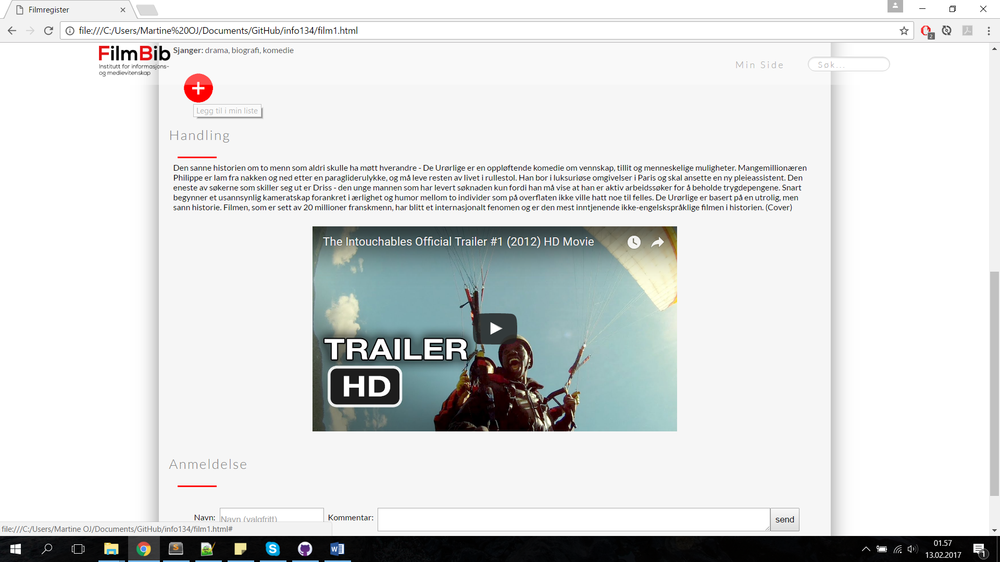 Filmregister
file:///C:/Users/Martine%20OJ/Documents/GitHub/info134/film1.html
2
FilmBib
Institutt for informasjons-
og medievitenskap
Sjanger: drama, biografi, komedie
Min Side
Søk...
+
Legg til i min liste
Handling
Den sanne historien om to menn som aldri skulle ha møtt hverandre - De Urørlige er en oppløftende komedie om vennskap, tillit og menneskelige muligheter. Mangemillionæren
Philippe er lam fra nakken og ned etter en paragliderulykke, og må leve resten av livet i rullestol. Han bor i luksuriøse omgivelser i Paris og skal ansette en ny pleieassistent. Den
eneste av søkerne som skiller seg ut er Driss - den unge mannen som har levert søknaden kun fordi han må vise at han er aktiv arbeidssøker for å beholde trygdepengene. Snart
begynner et usannsynlig kameratskap forankret i ærlighet og humor mellom to individer som på overflaten ikke ville hatt noe til felles. De Urørlige er basert på en utrolig, men
sann historie. Filmen, som er sett av 20 millioner franskmenn, har blitt et internasjonalt fenomen og er den mest inntjenende ikke-engelskspråklige filmen i historien. (Cover)
The Intouchables Official Trailer #1 (2012) HD Movie
TRAILER
HD
Anmeldelse
Navn:
Navn (valgfritt)
Kommentar:
send
file:///C:/Users/Martine OJ/Documents/GitHub/info134/film1.html#
01.57
13.02.2017
1